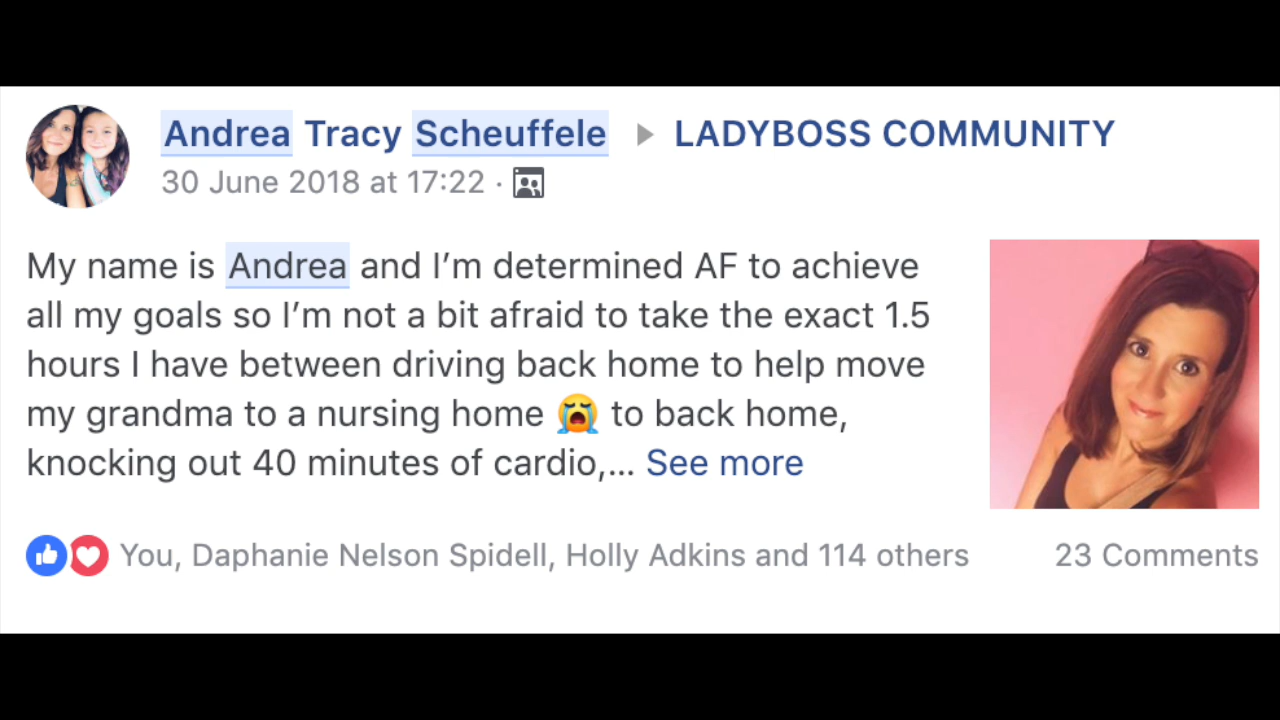 Andrea Tracy Scheuffele ▸ LADYBOSS COMMUNITY
30 June 2018 at 17:22 ·
My name is Andrea and I’m determined AF to achieve
all my goals so I’m not a bit afraid to take the exact 1.5
hours I have between driving back home to help move
my grandma to a nursing home 😭 to back home,
knocking out 40 minutes of cardio,... See more
You, Daphanie Nelson Spidell, Holly Adkins and 114 others
23 Comments